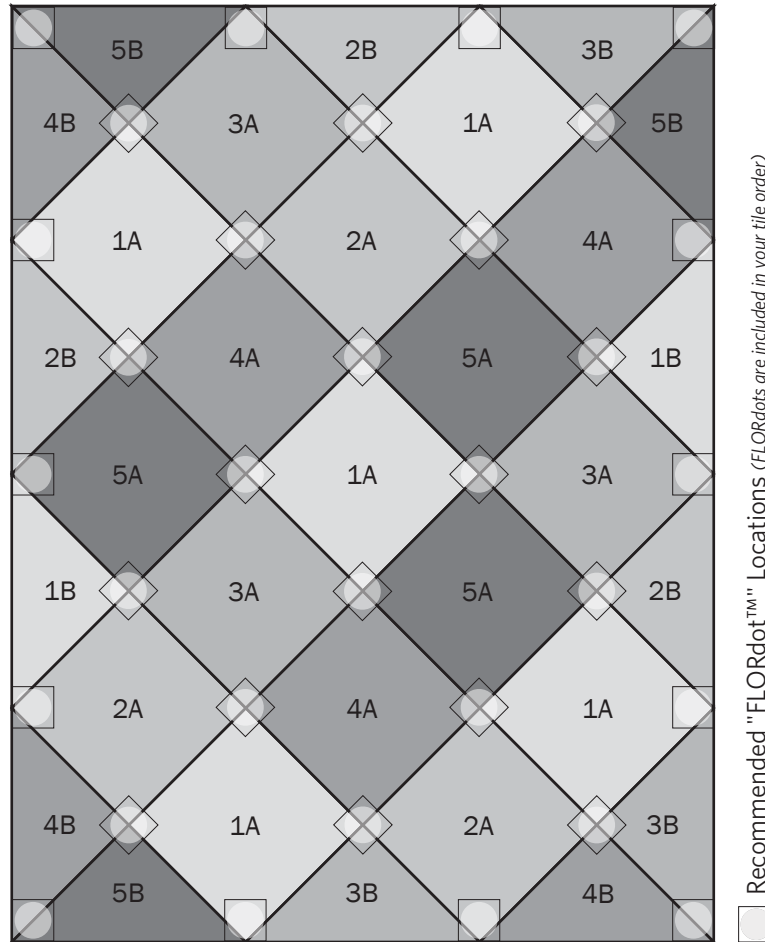 5B 2B 3B
4B 3A 1A 5B
1A 2A 4A
2B 4A 5A 1B
5A 1A 3A
1B 3A 5A 2B
2A 4A 1A
4B 1A 2A 3B
5B 3B 4B
Recommended "FLORdot™" Locations (FLORdots are included in your tile order)